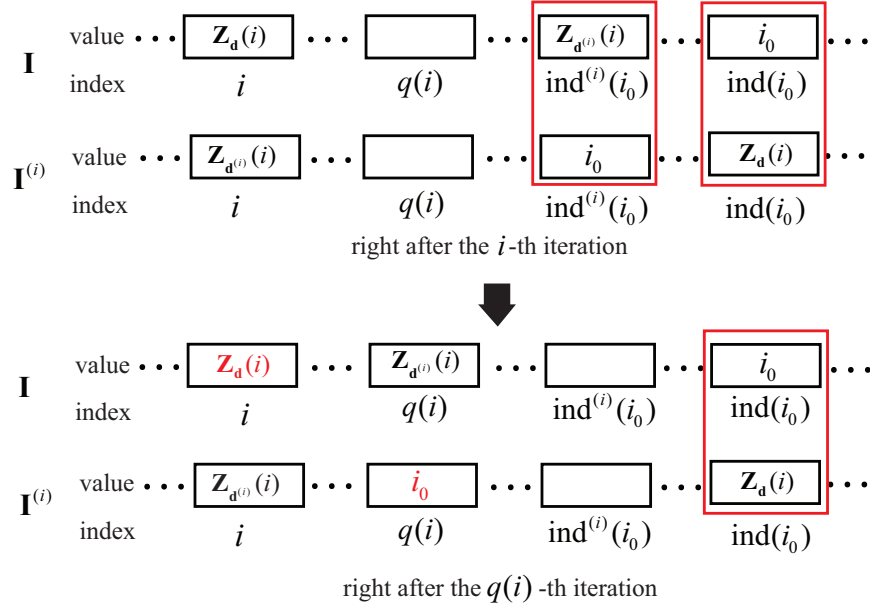 value ··· Z_d(i) ··· ··· Z_{d^{(i)}}(i) ··· i_0 ···
I
index i q(i) ind^{(i)}(i_0) ind(i_0)
value ··· Z_{d^{(i)}}(i) ··· ··· i_0 ··· Z_d(i) ···
I^{(i)}
index i q(i) ind^{(i)}(i_0) ind(i_0)
right after the i-th iteration
value ··· Z_d(i) ··· Z_{d^{(i)}}(i) ··· ··· i_0 ···
I
index i q(i) ind^{(i)}(i_0) ind(i_0)
value ··· Z_{d^{(i)}}(i) ··· i_0 ··· ··· Z_d(i) ···
I^{(i)}
index i q(i) ind^{(i)}(i_0) ind(i_0)
right after the q(i) -th iteration